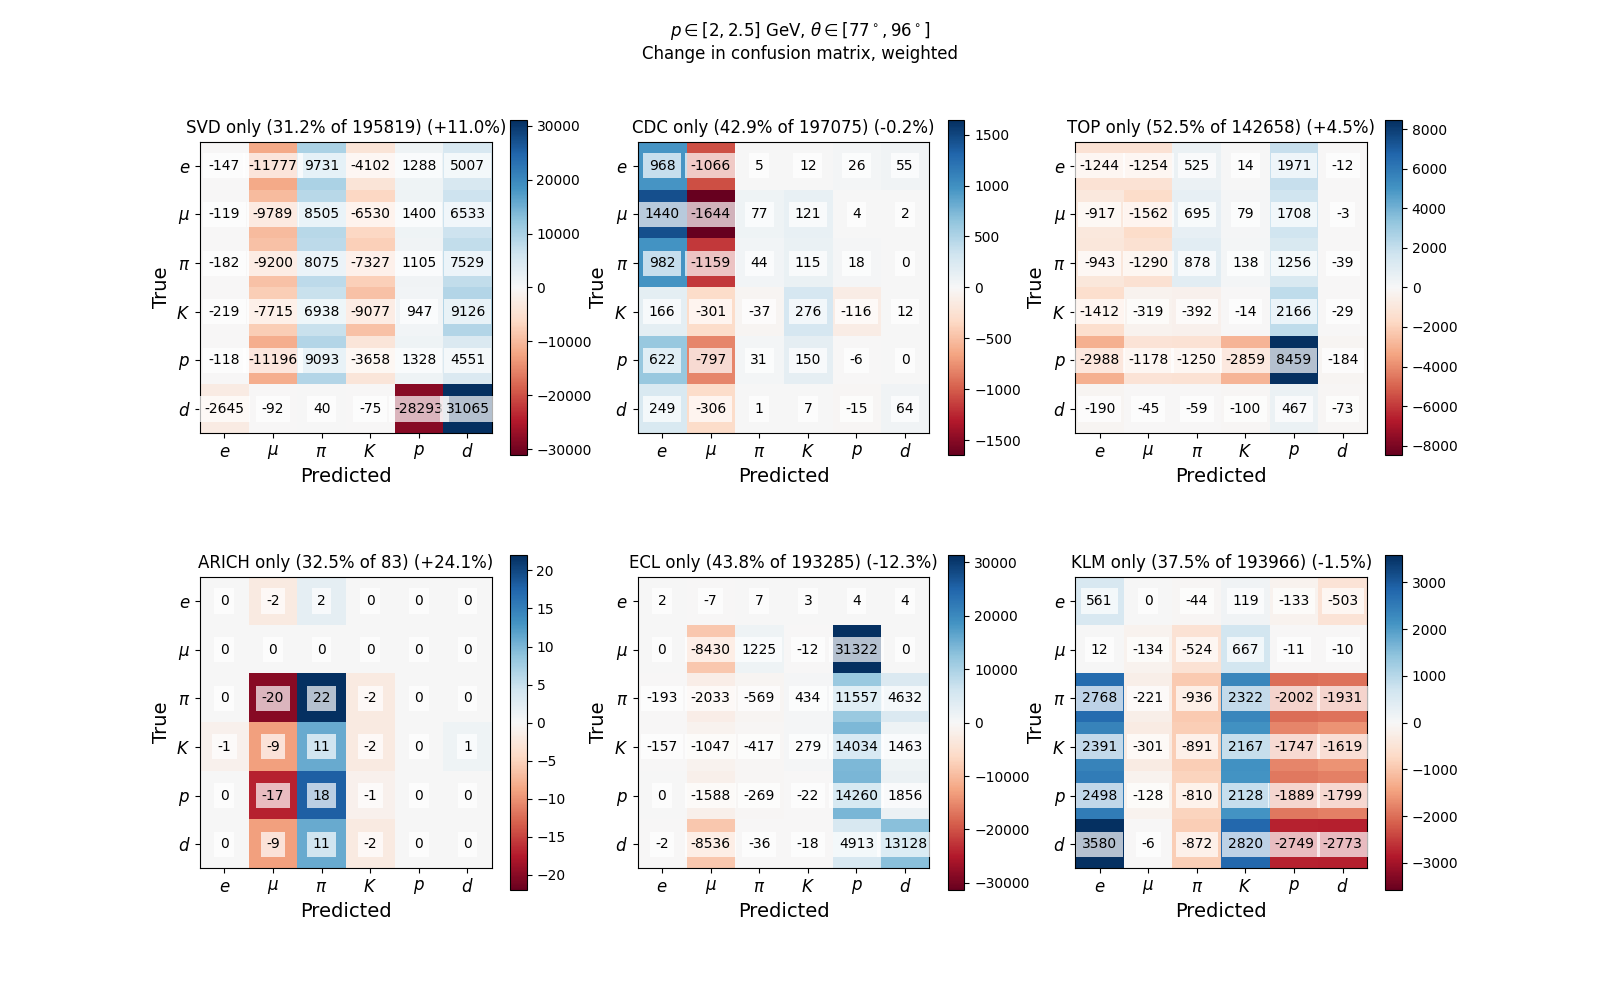 p ∈ [2, 2.5] GeV, θ ∈ [77°, 96°]
Change in confusion matrix, weighted
SVD only (31.2% of 195819) (+11.0%)
e -147 -11777 9731 -4102 1288 5007
μ -119 -9789 8505 -6530 1400 6533
π -182 -9200 8075 -7327 1105 7529
K -219 -7715 6938 -9077 947 9126
p -118 -11196 9093 -3658 1328 4551
d -2645 -92 40 -75 -28293 31065
e μ π K p d
Predicted
True
30000
20000
10000
0
−10000
−20000
−30000
CDC only (42.9% of 197075) (-0.2%)
e 968 -1066 5 12 26 55
μ 1440 -1644 77 121 4 2
π 982 -1159 44 115 18 0
K 166 -301 -37 276 -116 12
p 622 -797 31 150 -6 0
d 249 -306 1 7 -15 64
e μ π K p d
Predicted
True
1500
1000
500
0
−500
−1000
−1500
TOP only (52.5% of 142658) (+4.5%)
e -1244 -1254 525 14 1971 -12
μ -917 -1562 695 79 1708 -3
π -943 -1290 878 138 1256 -39
K -1412 -319 -392 -14 2166 -29
p -2988 -1178 -1250 -2859 8459 -184
d -190 -45 -59 -100 467 -73
e μ π K p d
Predicted
True
8000
6000
4000
2000
0
−2000
−4000
−6000
−8000
ARICH only (32.5% of 83) (+24.1%)
e 0 -2 2 0 0 0
μ 0 0 0 0 0 0
π 0 -20 22 -2 0 0
K -1 -9 11 -2 0 1
p 0 -17 18 -1 0 0
d 0 -9 11 -2 0 0
e μ π K p d
Predicted
True
20
15
10
5
0
−5
−10
−15
−20
ECL only (43.8% of 193285) (-12.3%)
e 2 -7 7 3 4 4
μ 0 -8430 1225 -12 31322 0
π -193 -2033 -569 434 11557 4632
K -157 -1047 -417 279 14034 1463
p 0 -1588 -269 -22 14260 1856
d -2 -8536 -36 -18 4913 13128
e μ π K p d
Predicted
True
30000
20000
10000
0
−10000
−20000
−30000
KLM only (37.5% of 193966) (-1.5%)
e 561 0 -44 119 -133 -503
μ 12 -134 -524 667 -11 -10
π 2768 -221 -936 2322 -2002 -1931
K 2391 -301 -891 2167 -1747 -1619
p 2498 -128 -810 2128 -1889 -1799
d 3580 -6 -872 2820 -2749 -2773
e μ π K p d
Predicted
True
3000
2000
1000
0
−1000
−2000
−3000